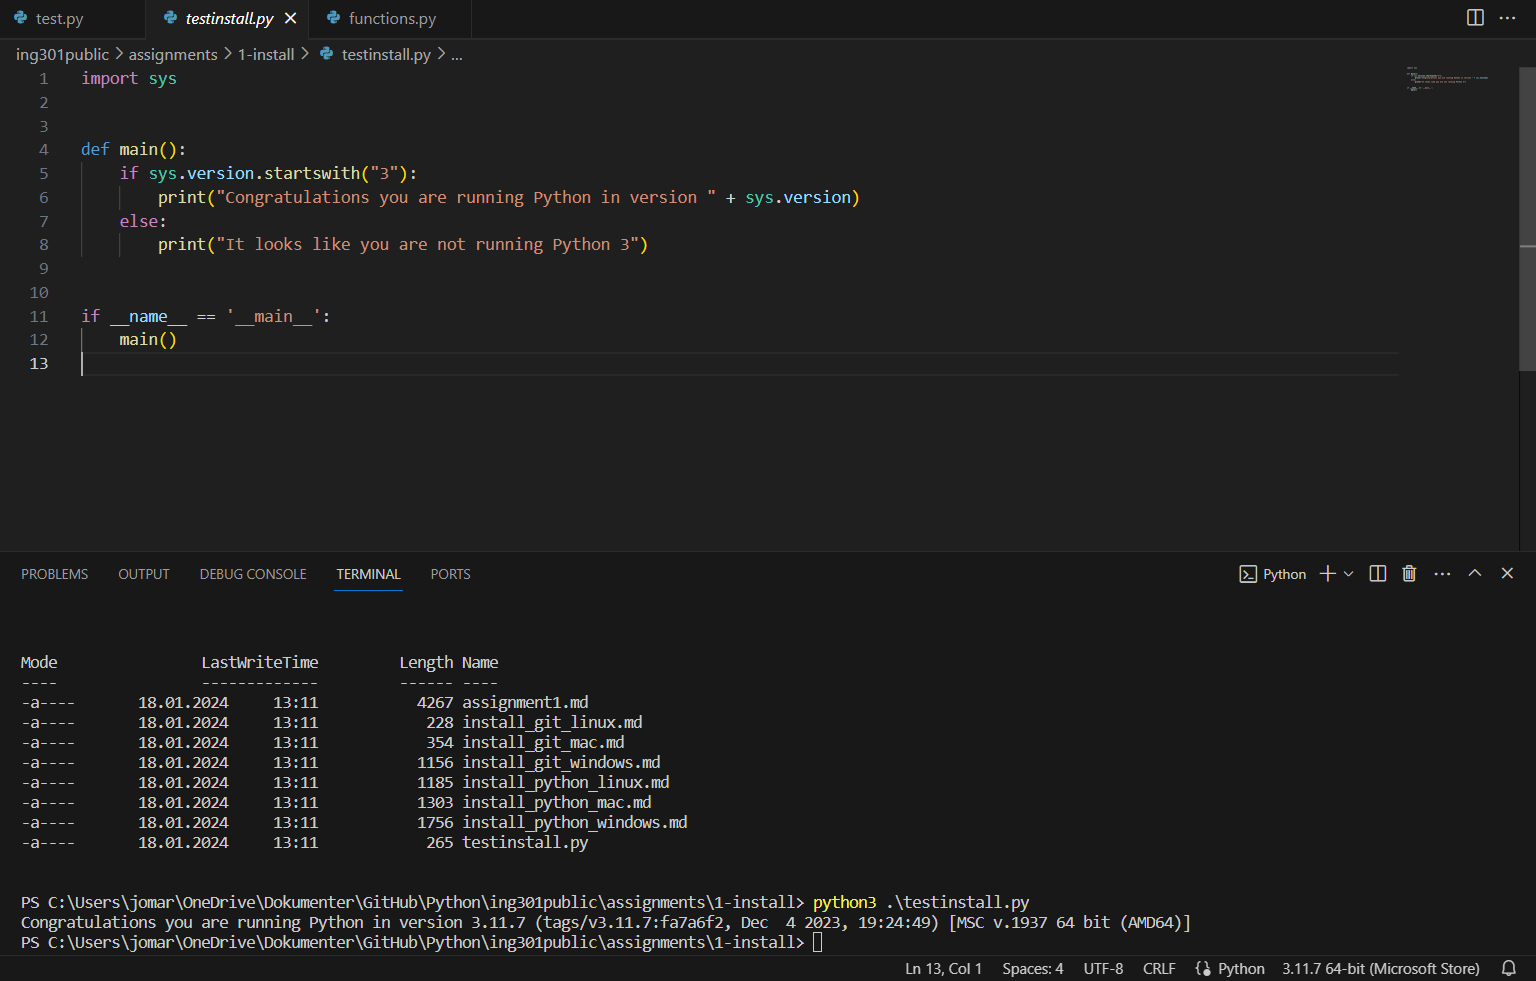 test.py testinstall.py functions.py
ing301public > assignments > 1-install > testinstall.py > ...
1 import sys
2
3
4 def main():
5     if sys.version.startswith("3"):
6         print("Congratulations you are running Python in version " + sys.version)
7     else:
8         print("It looks like you are not running Python 3")
9
10
11 if __name__ == '__main__':
12     main()
13
PROBLEMS OUTPUT DEBUG CONSOLE TERMINAL PORTS Python
Mode LastWriteTime Length Name
---- ------------- ------ ----
-a---- 18.01.2024 13:11 4267 assignment1.md
-a---- 18.01.2024 13:11 228 install_git_linux.md
-a---- 18.01.2024 13:11 354 install_git_mac.md
-a---- 18.01.2024 13:11 1156 install_git_windows.md
-a---- 18.01.2024 13:11 1185 install_python_linux.md
-a---- 18.01.2024 13:11 1303 install_python_mac.md
-a---- 18.01.2024 13:11 1756 install_python_windows.md
-a---- 18.01.2024 13:11 265 testinstall.py
PS C:\Users\jomar\OneDrive\Dokumenter\GitHub\Python\ing301public\assignments\1-install> python3 .\testinstall.py
Congratulations you are running Python in version 3.11.7 (tags/v3.11.7:fa7a6f2, Dec  4 2023, 19:24:49) [MSC v.1937 64 bit (AMD64)]
PS C:\Users\jomar\OneDrive\Dokumenter\GitHub\Python\ing301public\assignments\1-install>
Ln 13, Col 1 Spaces: 4 UTF-8 CRLF Python 3.11.7 64-bit (Microsoft Store)